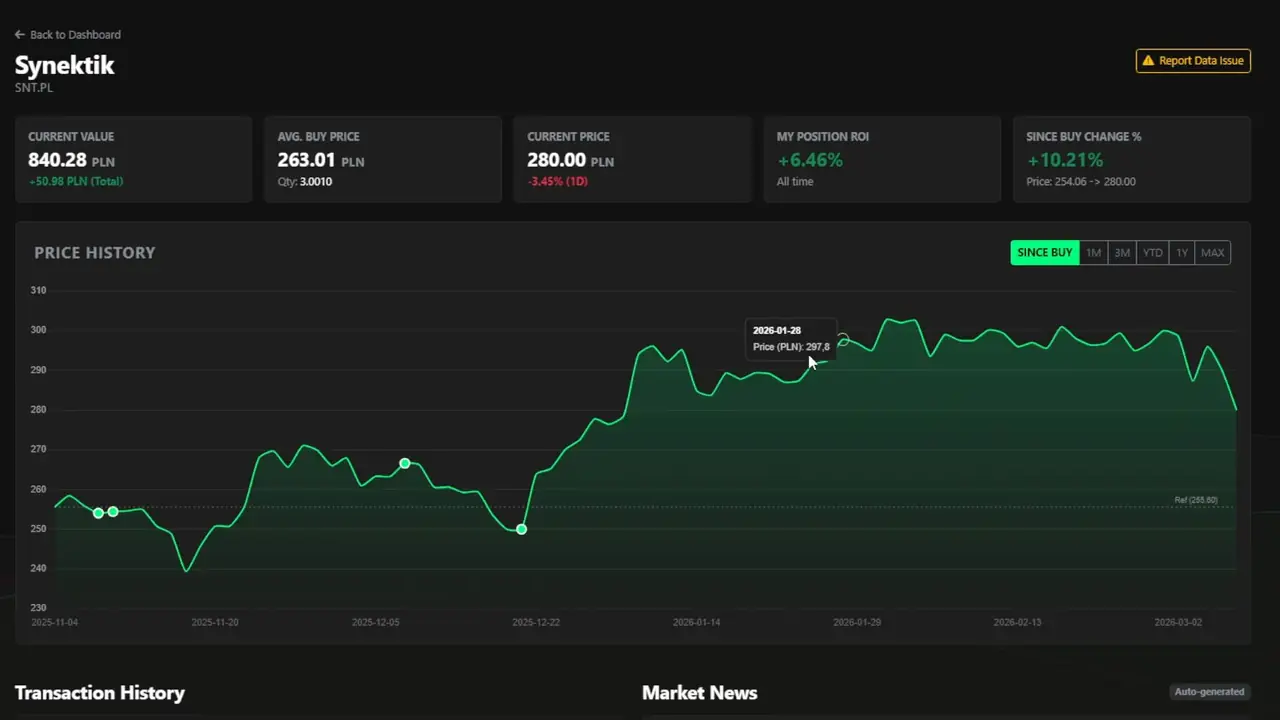 Back to Dashboard
Synektik
SNT.PL
Report Data Issue
CURRENT VALUE
840.28 PLN
+50.98 PLN (Total)
AVG. BUY PRICE
263.01 PLN
Qty: 3.0010
CURRENT PRICE
280.00 PLN
-3.45% (1D)
MY POSITION ROI
+6.46%
All time
SINCE BUY CHANGE %
+10.21%
Price: 254.06 -> 280.00
PRICE HISTORY
SINCE BUY 1M 3M YTD 1Y MAX
310
300
290
280
270
260
250
240
230
2026-01-28
Price (PLN): 297,8
Ref (255.60)
2025-11-04 2025-11-20 2025-12-05 2025-12-22 2026-01-14 2026-01-29 2026-02-13 2026-03-02
Transaction History
Market News
Auto-generated